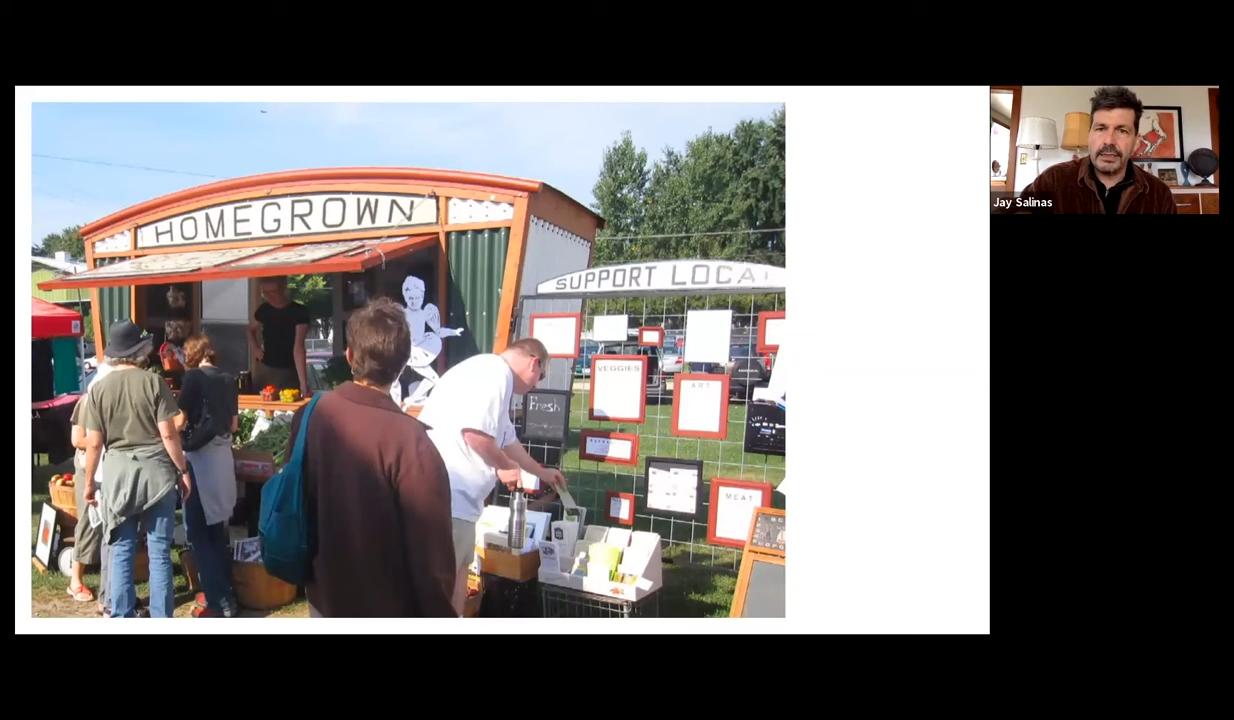 HOMEGROWN
SUPPORT LOCAL
VEGGIES
ART
Fresh
MEAT
Jay Salinas